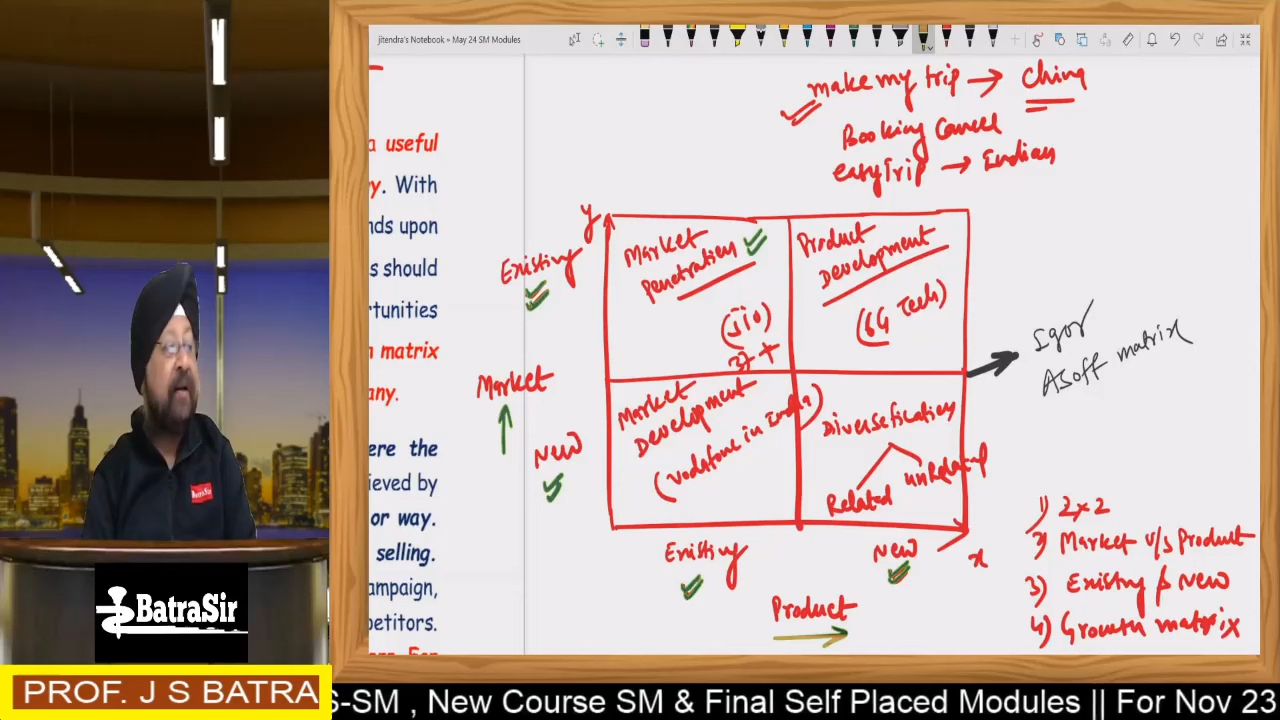 jitendra's Notebook » May 24 SM Modules
a useful
y. With
nds upon
s should
rtunities
n matrix
any.
ere the
ieved by
or way.
selling.
ampaign,
petitors.
make my trip → China
Booking Cancel
easyTrip → Indian
y
Existing
Market
New
Market
penetration
(Jio)
Product
Development
(6G Tech)
Market
Development
(vodafone in India)
Diversification
Related
unRelated
Existing
New
x
Product
Igor
ASoff matrix
1) 2x2
2) Market v/s Product
3) Existing & New
4) Growth matrix
BatraSir
BatraSir
PROF. J S BATRA
S-SM , New Course SM & Final Self Placed Modules || For Nov 23